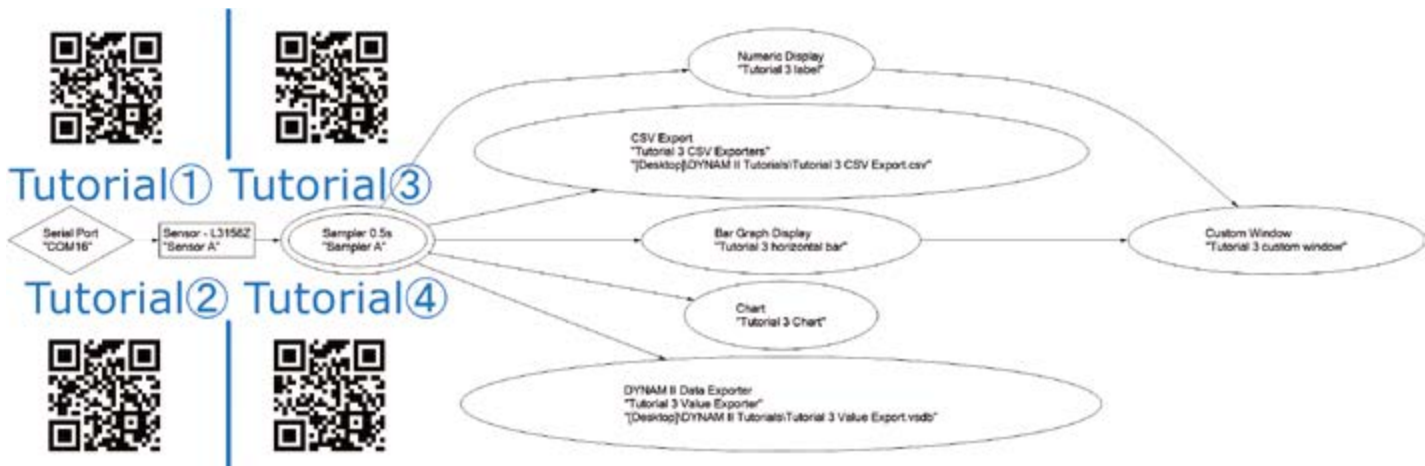 Tutorial①
Tutorial③
Serial Port
"COM16"
Sensor - L3158Z
"Sensor A"
Sampler 0.5s
"Sampler A"
Tutorial②
Tutorial④
Numeric Display
"Tutorial 3 label"
CSV Export
"Tutorial 3 CSV Exporters"
"[Desktop]\DYNAM II Tutorials\Tutorial 3 CSV Export.csv"
Bar Graph Display
"Tutorial 3 horizontal bar"
Chart
"Tutorial 3 Chart"
DYNAM II Data Exporter
"Tutorial 3 Value Exporter"
"[Desktop]\DYNAM II Tutorials\Tutorial 3 Value Export.vsdb"
Custom Window
"Tutorial 3 custom window"